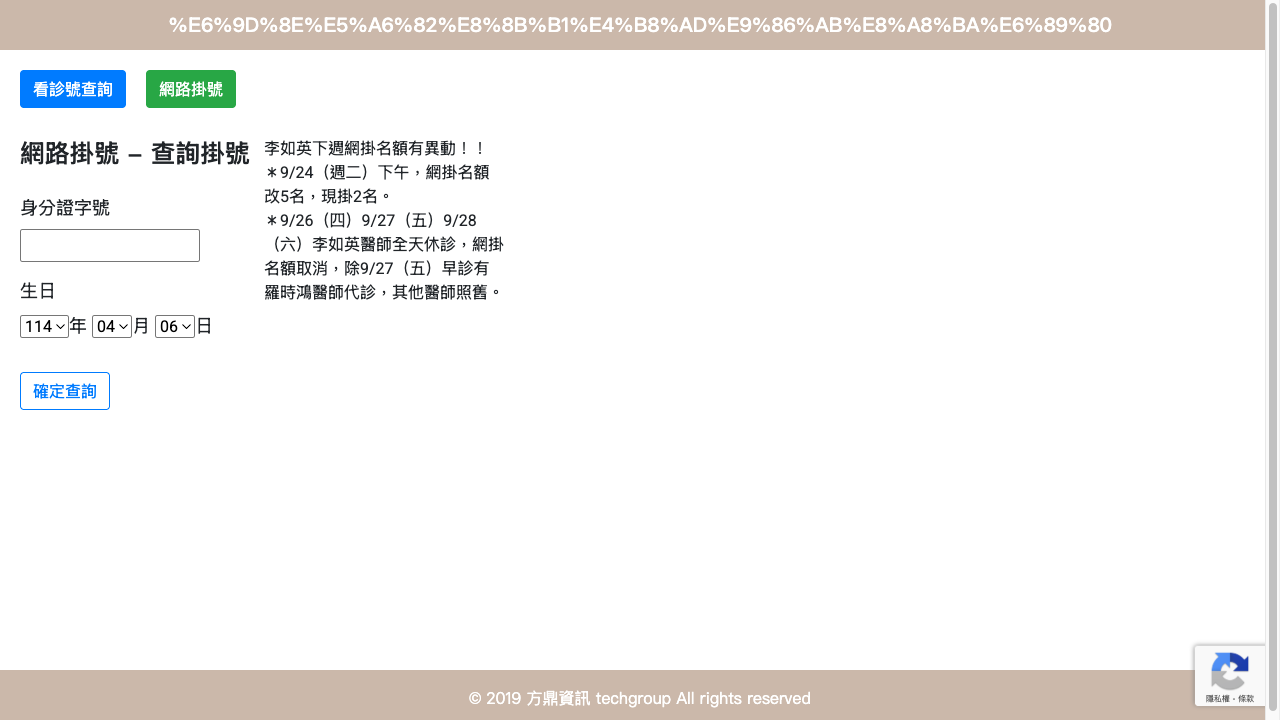 %E6%9D%8E%E5%A6%82%E8%8B%B1%E4%B8%AD%E9%86%AB%E8%A8%BA%E6%89%80
看診號查詢
網路掛號
網路掛號 – 查詢掛號
身分證字號
生日
114 年 04 月 06 日
確定查詢
李如英下週網掛名額有異動！！
＊9/24（週二）下午，網掛名額
改5名，現掛2名。
＊9/26（四）9/27（五）9/28
（六）李如英醫師全天休診，網掛
名額取消，除9/27（五）早診有
羅時鴻醫師代診，其他醫師照舊。
隱私權 - 條款
© 2019 方鼎資訊 techgroup All rights reserved